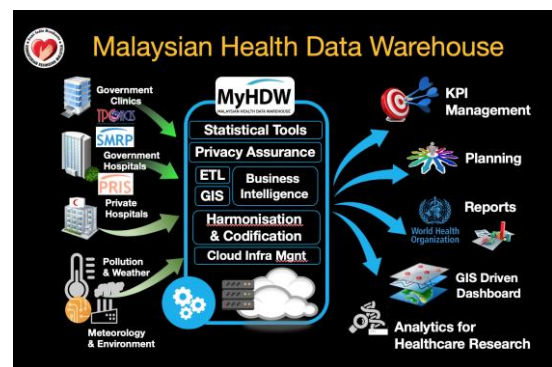 Malaysian Health Data Warehouse
Government
Clinics
TPC
SMRP
Government
Hospitals
PRIS
Private
Hospitals
Pollution
& Weather
Meteorology
& Environment
MyHDW
MALAYSIAN HEALTH DATA WAREHOUSE
Statistical Tools
Privacy Assurance
ETL
GIS
Business
Intelligence
Harmonisation
& Codification
Cloud Infra Mgnt
KPI
Management
Planning
Reports
World Health
Organization
GIS Driven
Dashboard
Analytics for
Healthcare Research